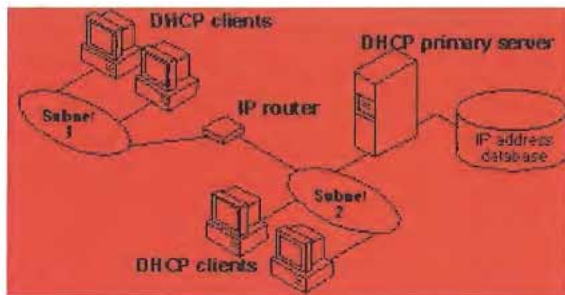 DHCP clients
DHCP primary server
IP router
Subnet
1
IP address
database
Subnet
2
DHCP clients